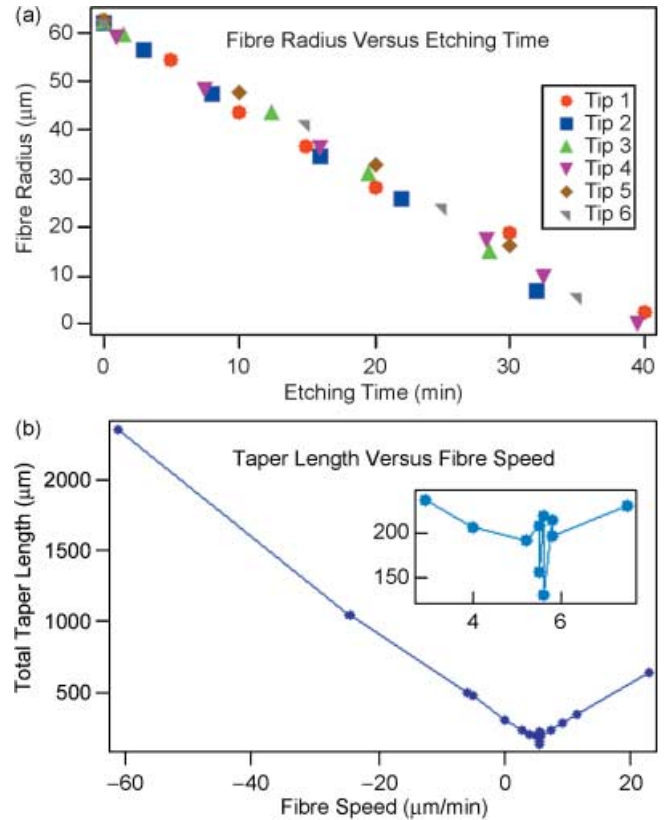 (a)
Fibre Radius Versus Etching Time
Fibre Radius (μm)
60
50
40
30
20
10
0
Tip 1
Tip 2
Tip 3
Tip 4
Tip 5
Tip 6
0 10 20 30 40
Etching Time (min)
(b)
Taper Length Versus Fibre Speed
Total Taper Length (μm)
2000
1500
1000
500
200
150
4 6
−60 −40 −20 0 20
Fibre Speed (μm/min)